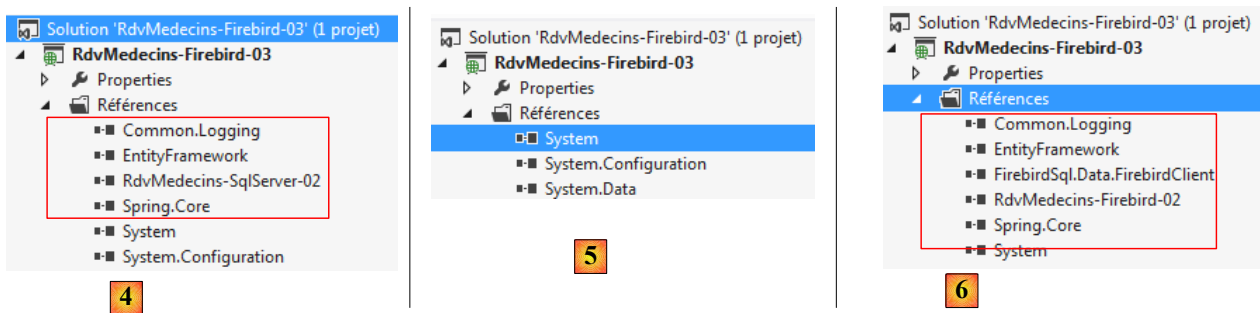 Solution 'RdvMedecins-Firebird-03' (1 projet)
RdvMedecins-Firebird-03
Properties
Références
Common.Logging
EntityFramework
RdvMedecins-SqlServer-02
Spring.Core
System
System.Configuration
4
Solution 'RdvMedecins-Firebird-03' (1 projet)
RdvMedecins-Firebird-03
Properties
Références
System
System.Configuration
System.Data
5
Solution 'RdvMedecins-Firebird-03' (1 projet)
RdvMedecins-Firebird-03
Properties
Références
Common.Logging
EntityFramework
FirebirdSql.Data.FirebirdClient
RdvMedecins-Firebird-02
Spring.Core
System
6